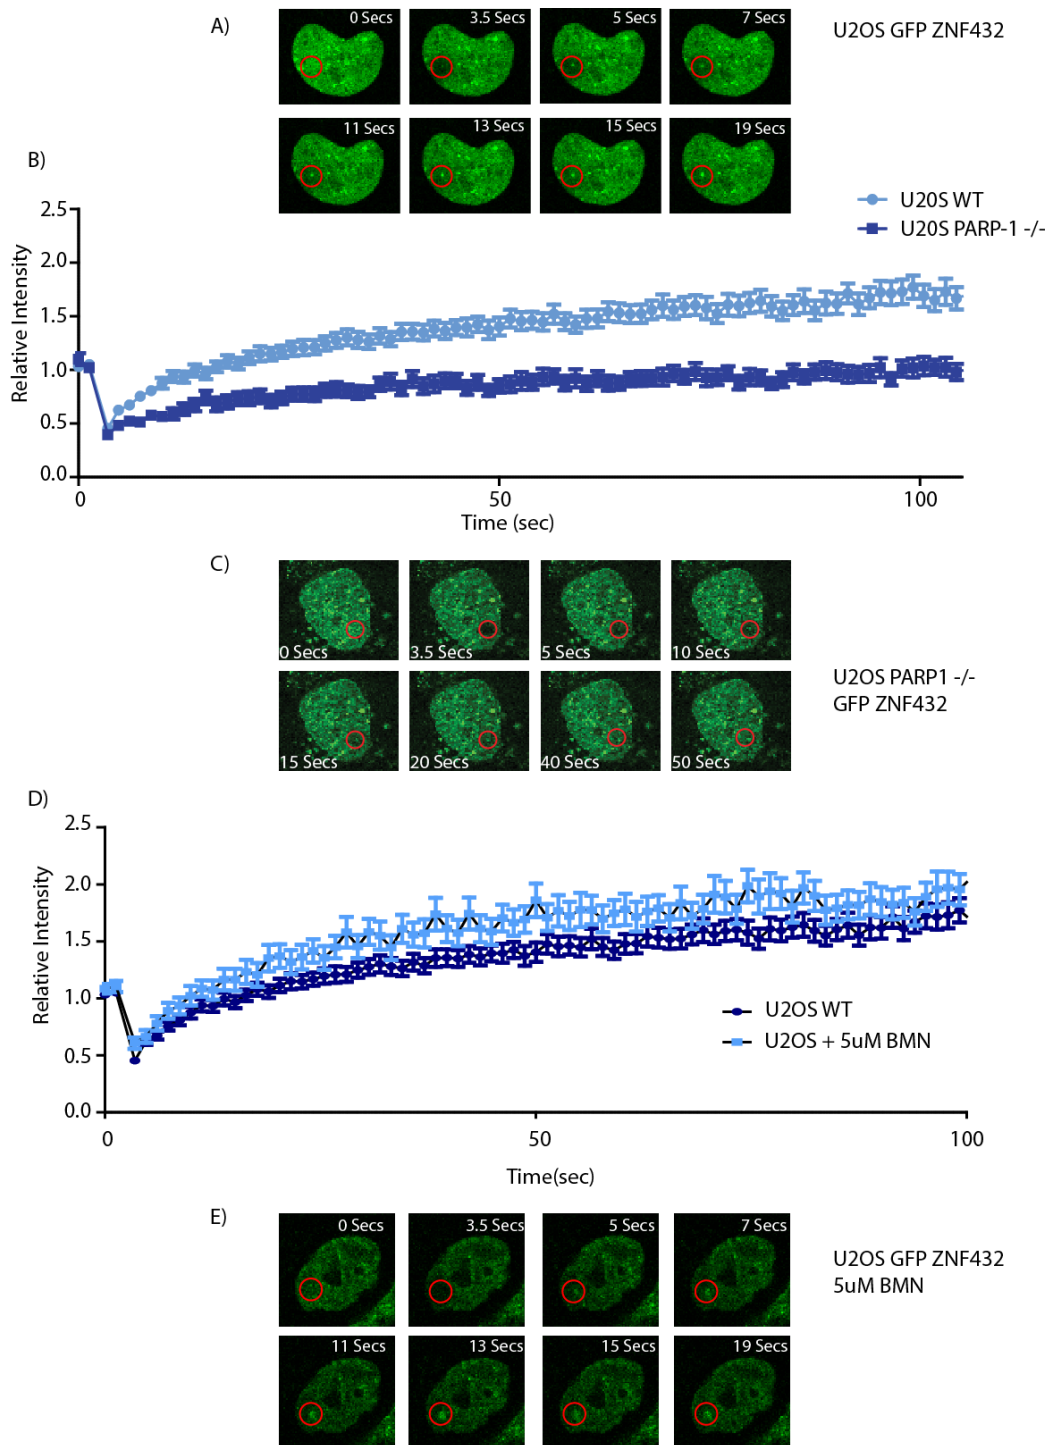 A)
0 Secs
3.5 Secs
5 Secs
7 Secs
U2OS GFP ZNF432
11 Secs
13 Secs
15 Secs
19 Secs
B)
U20S WT
U20S PARP-1 -/-
2.5
2.0
1.5
1.0
0.5
0.0
Relative Intensity
0
50
100
Time (sec)
C)
0 Secs
3.5 Secs
5 Secs
10 Secs
U2OS PARP1 -/-
GFP ZNF432
15 Secs
20 Secs
40 Secs
50 Secs
D)
2.5
2.0
1.5
1.0
0.5
0.0
Relative Intensity
U2OS WT
U2OS + 5uM BMN
0
50
100
Time(sec)
E)
0 Secs
3.5 Secs
5 Secs
7 Secs
U2OS GFP ZNF432
5uM BMN
11 Secs
13 Secs
15 Secs
19 Secs